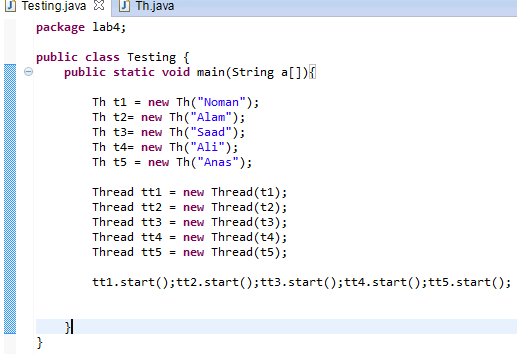 Testing.java Th.java
package lab4;
public class Testing {
public static void main(String a[]){
Th t1 = new Th("Noman");
Th t2= new Th("Alam");
Th t3= new Th("Saad");
Th t4= new Th("Ali");
Th t5 = new Th("Anas");
Thread tt1 = new Thread(t1);
Thread tt2 = new Thread(t2);
Thread tt3 = new Thread(t3);
Thread tt4 = new Thread(t4);
Thread tt5 = new Thread(t5);
tt1.start();tt2.start();tt3.start();tt4.start();tt5.start();
}
}